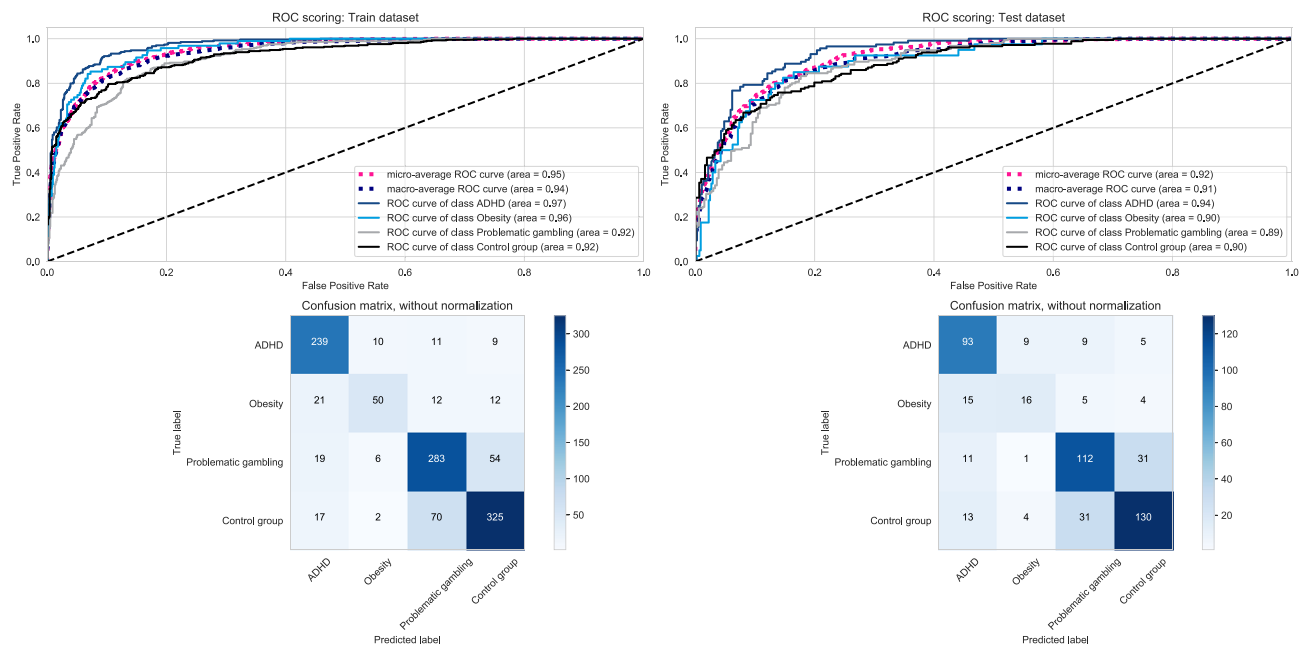 ROC scoring: Train dataset
1.0
0.8
0.6
0.4
0.2
0.0
True Positive Rate
micro-average ROC curve (area = 0.95)
macro-average ROC curve (area = 0.94)
ROC curve of class ADHD (area = 0.97)
ROC curve of class Obesity (area = 0.96)
ROC curve of class Problematic gambling (area = 0.92)
ROC curve of class Control group (area = 0.92)
0.0 0.2 0.4 0.6 0.8 1.0
False Positive Rate
ROC scoring: Test dataset
1.0
0.8
0.6
0.4
0.2
0.0
True Positive Rate
micro-average ROC curve (area = 0.92)
macro-average ROC curve (area = 0.91)
ROC curve of class ADHD (area = 0.94)
ROC curve of class Obesity (area = 0.90)
ROC curve of class Problematic gambling (area = 0.89)
ROC curve of class Control group (area = 0.90)
0.0 0.2 0.4 0.6 0.8 1.0
False Positive Rate
Confusion matrix, without normalization
True label
ADHD 239 10 11 9
Obesity 21 50 12 12
Problematic gambling 19 6 283 54
Control group 17 2 70 325
ADHD
Obesity
Problematic gambling
Control group
Predicted label
300
250
200
150
100
50
Confusion matrix, without normalization
True label
ADHD 93 9 9 5
Obesity 15 16 5 4
Problematic gambling 11 1 112 31
Control group 13 4 31 130
ADHD
Obesity
Problematic gambling
Control group
Predicted label
120
100
80
60
40
20